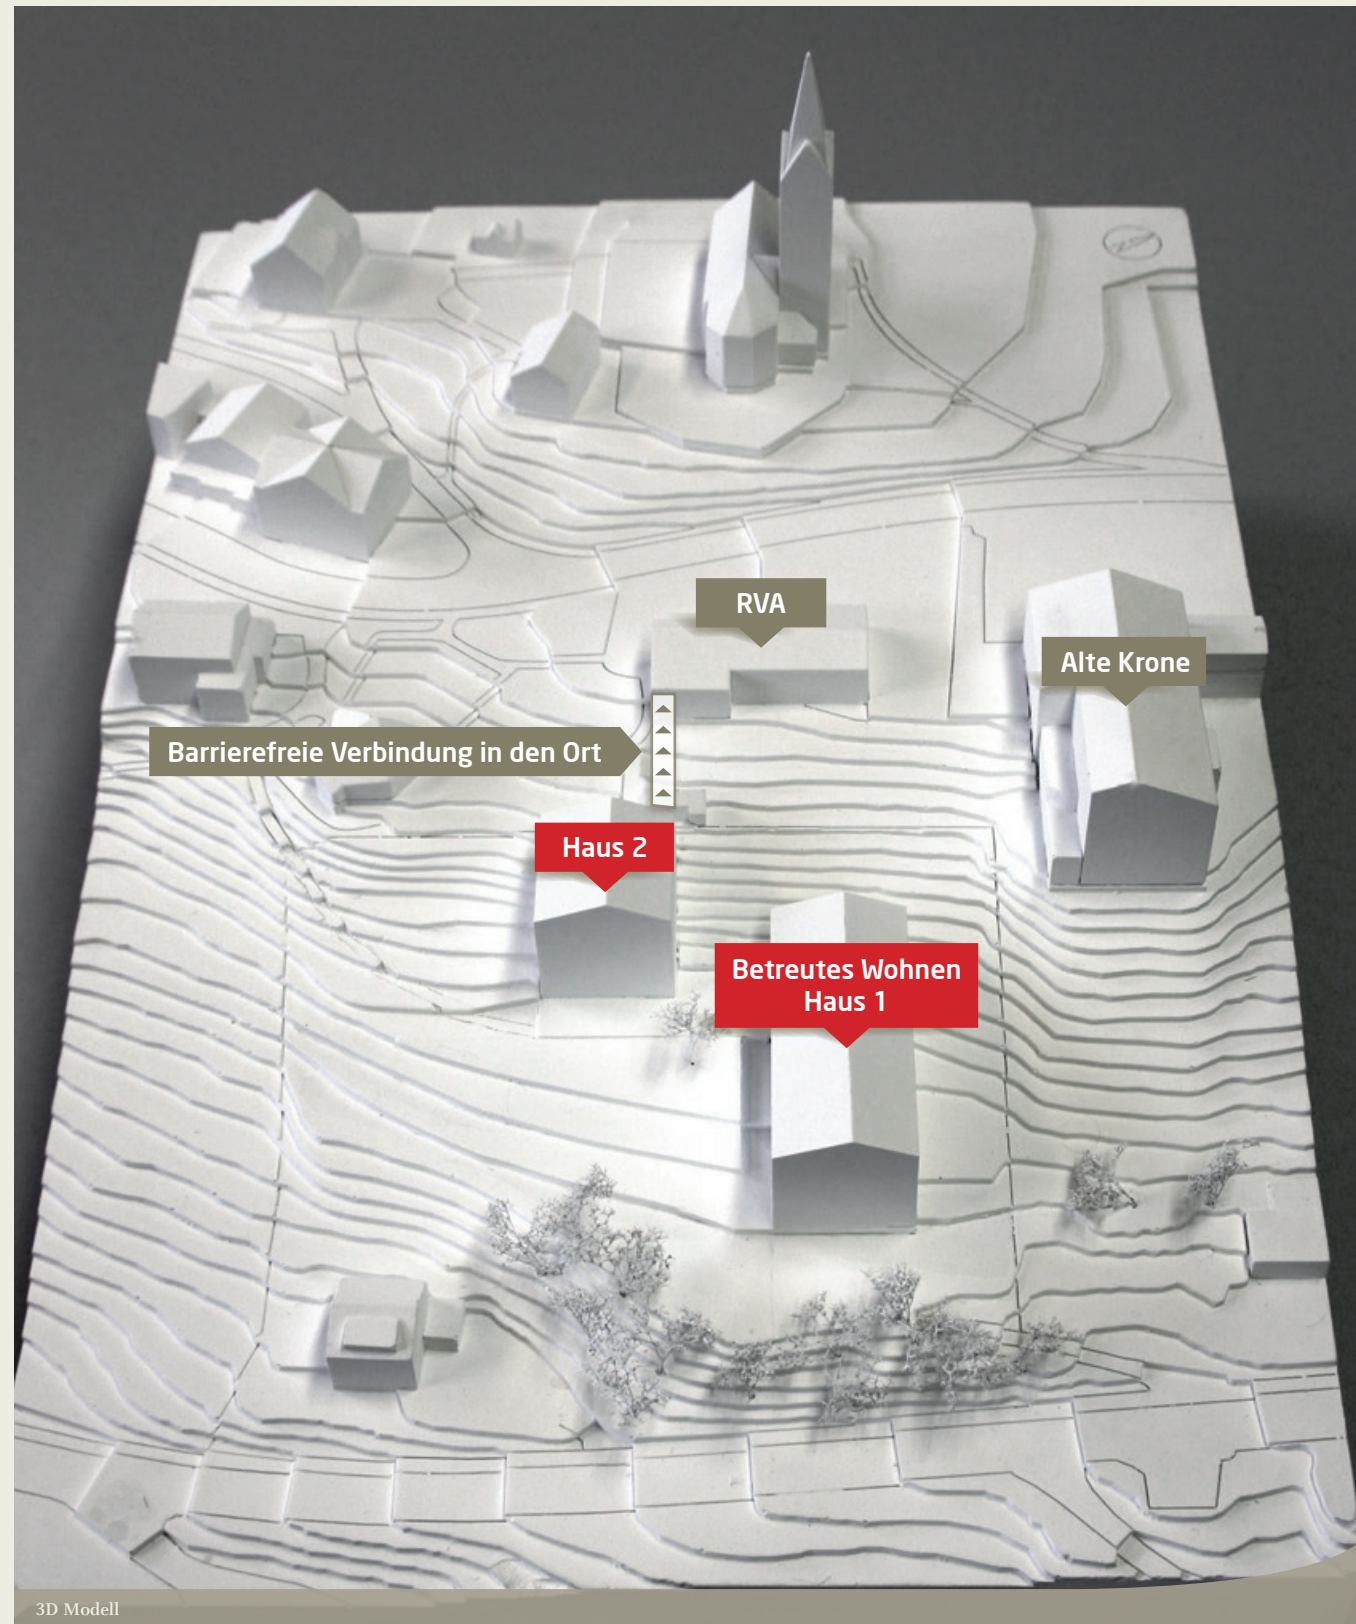 RVA
Alte Krone
Barrierefreie Verbindung in den Ort
Haus 2
Betreutes Wohnen
Haus 1
3D Modell